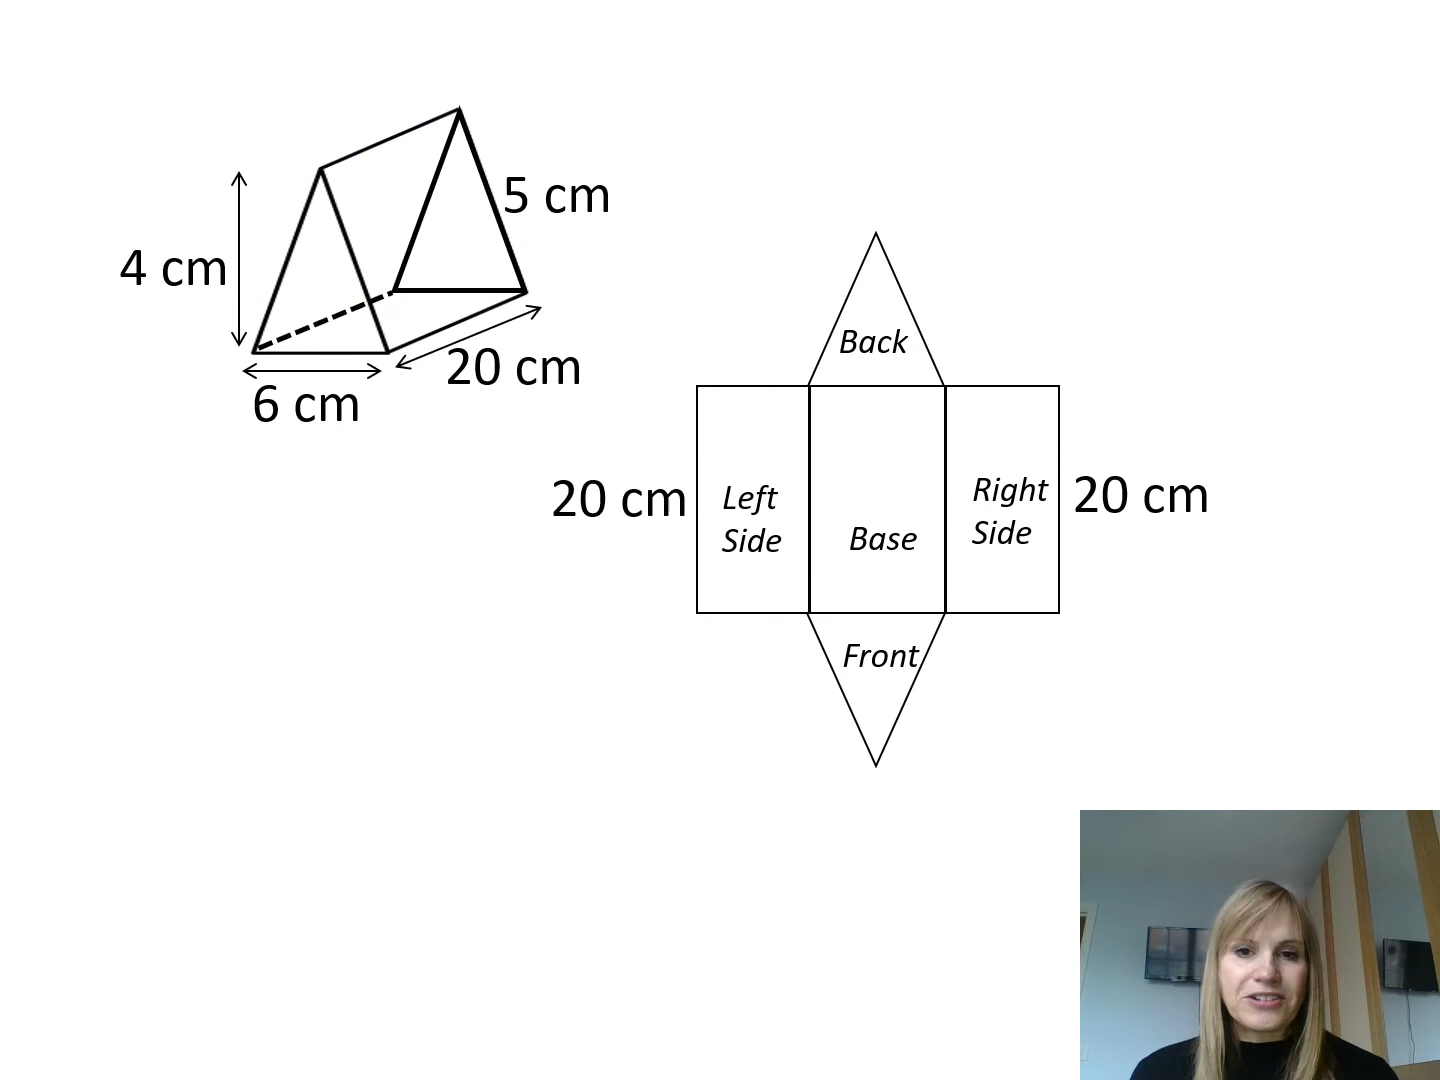 5 cm
4 cm
20 cm
6 cm
Back
20 cm
Left
Side
Base
Right
Side
20 cm
Front